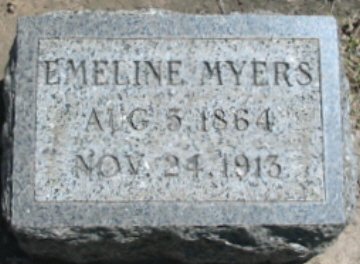 EMELINE MYERS
AUG 5, 1864
NOV. 24, 1913